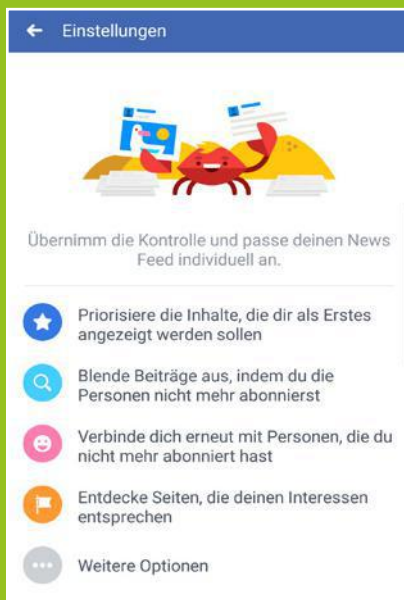 Einstellungen
Übernimm die Kontrolle und passe deinen News
Feed individuell an.
Priorisiere die Inhalte, die dir als Erstes
angezeigt werden sollen
Blende Beiträge aus, indem du die
Personen nicht mehr abonnierst
Verbinde dich erneut mit Personen, die du
nicht mehr abonniert hast
Entdecke Seiten, die deinen Interessen
entsprechen
Weitere Optionen